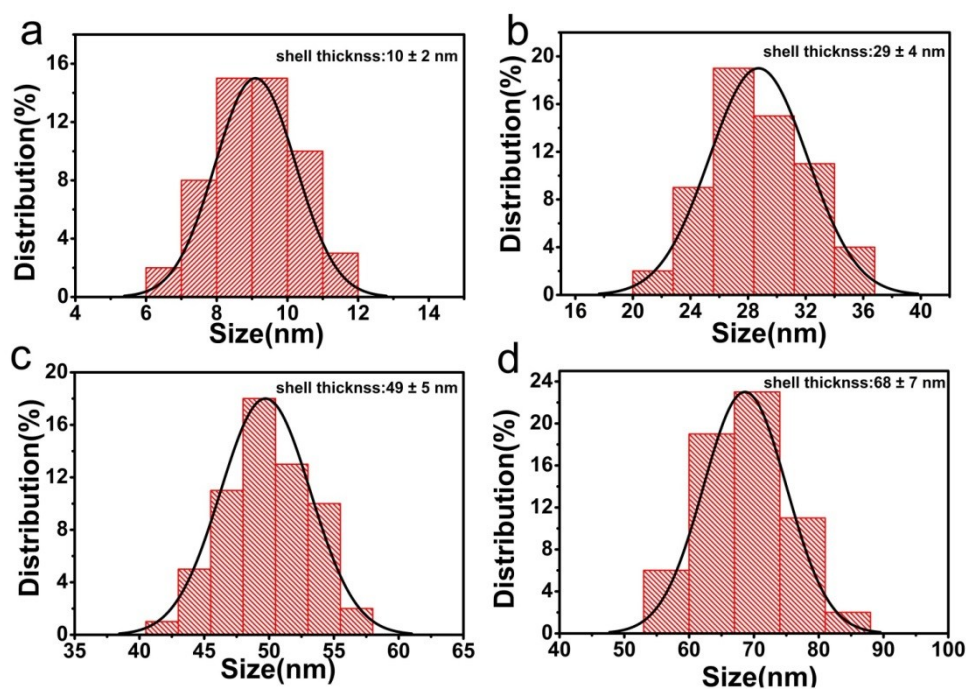 a
shell thicknss:10 ± 2 nm
Distribution(%)
16
12
8
4
0
4 6 8 10 12 14
Size(nm)
b
shell thicknss:29 ± 4 nm
Distribution(%)
20
16
12
8
4
0
16 20 24 28 32 36 40
Size(nm)
c
shell thicknss:49 ± 5 nm
Distribution(%)
20
16
12
8
4
0
35 40 45 50 55 60 65
Size(nm)
d
shell thicknss:68 ± 7 nm
Distribution(%)
24
20
16
12
8
4
0
40 50 60 70 80 90 100
Size(nm)